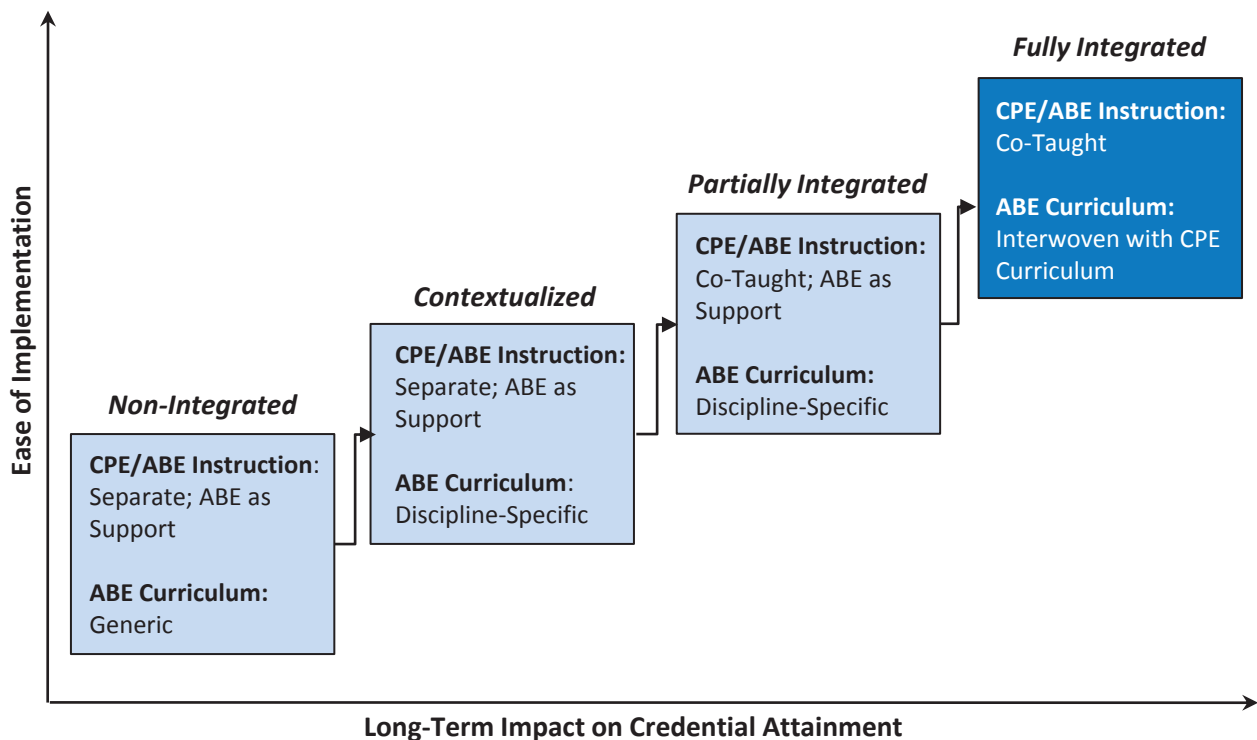 Fully Integrated
CPE/ABE Instruction:
Co-Taught
ABE Curriculum:
Interwoven with CPE
Curriculum
Partially Integrated
CPE/ABE Instruction:
Co-Taught; ABE as
Support
ABE Curriculum:
Discipline-Specific
Contextualized
CPE/ABE Instruction:
Separate; ABE as
Support
ABE Curriculum:
Discipline-Specific
Non-Integrated
CPE/ABE Instruction:
Separate; ABE as
Support
ABE Curriculum:
Generic
Ease of Implementation
Long-Term Impact on Credential Attainment